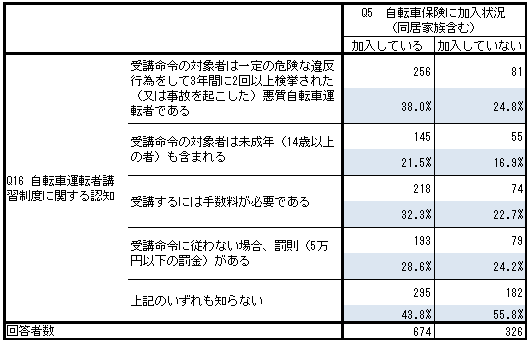 Q5　自転車保険に加入状況
（同居家族含む）
加入している
加入していない
Q16 自転車運転者講
習制度に関する認知
受講命令の対象者は一定の危険な違反
行為をして3年間に2回以上検挙された
（又は事故を起こした）悪質自転車運
転者である
256
81
38.0%
24.8%
受講命令の対象者は未成年（14歳以上
の者）も含まれる
145
55
21.5%
16.9%
受講するには手数料が必要である
218
74
32.3%
22.7%
受講命令に従わない場合、罰則（5万
円以下の罰金）がある
193
79
28.6%
24.2%
上記のいずれも知らない
295
182
43.8%
55.8%
回答者数
674
326